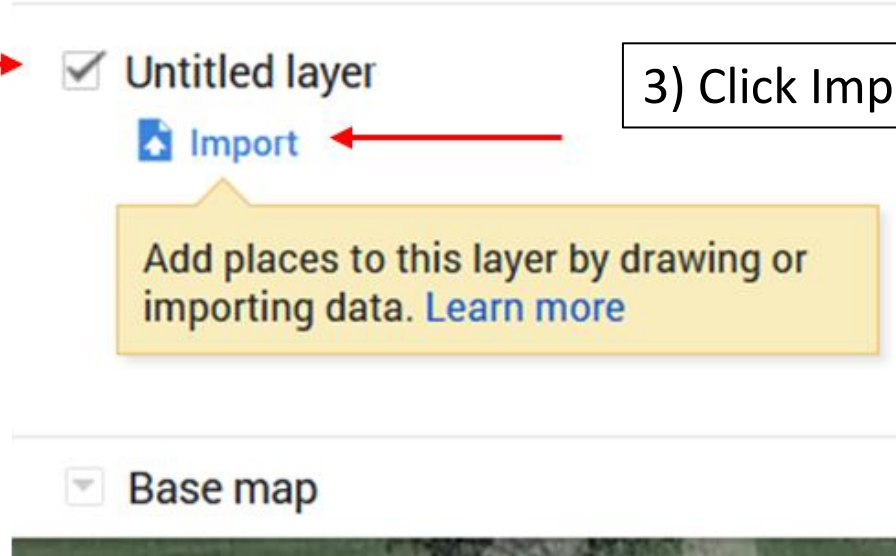 Untitled layer
3) Click Imp
Import
Add places to this layer by drawing or
importing data. Learn more
Base map